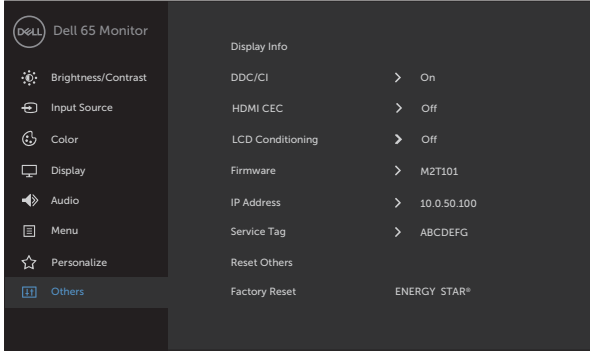 DELL Dell 65 Monitor
Display Info
Brightness/Contrast DDC/CI > On
Input Source HDMI CEC > Off
Color LCD Conditioning > Off
Display Firmware > M2T101
Audio IP Address > 10.0.50.100
Menu Service Tag > ABCDEFG
Personalize Reset Others
Others Factory Reset ENERGY STAR®